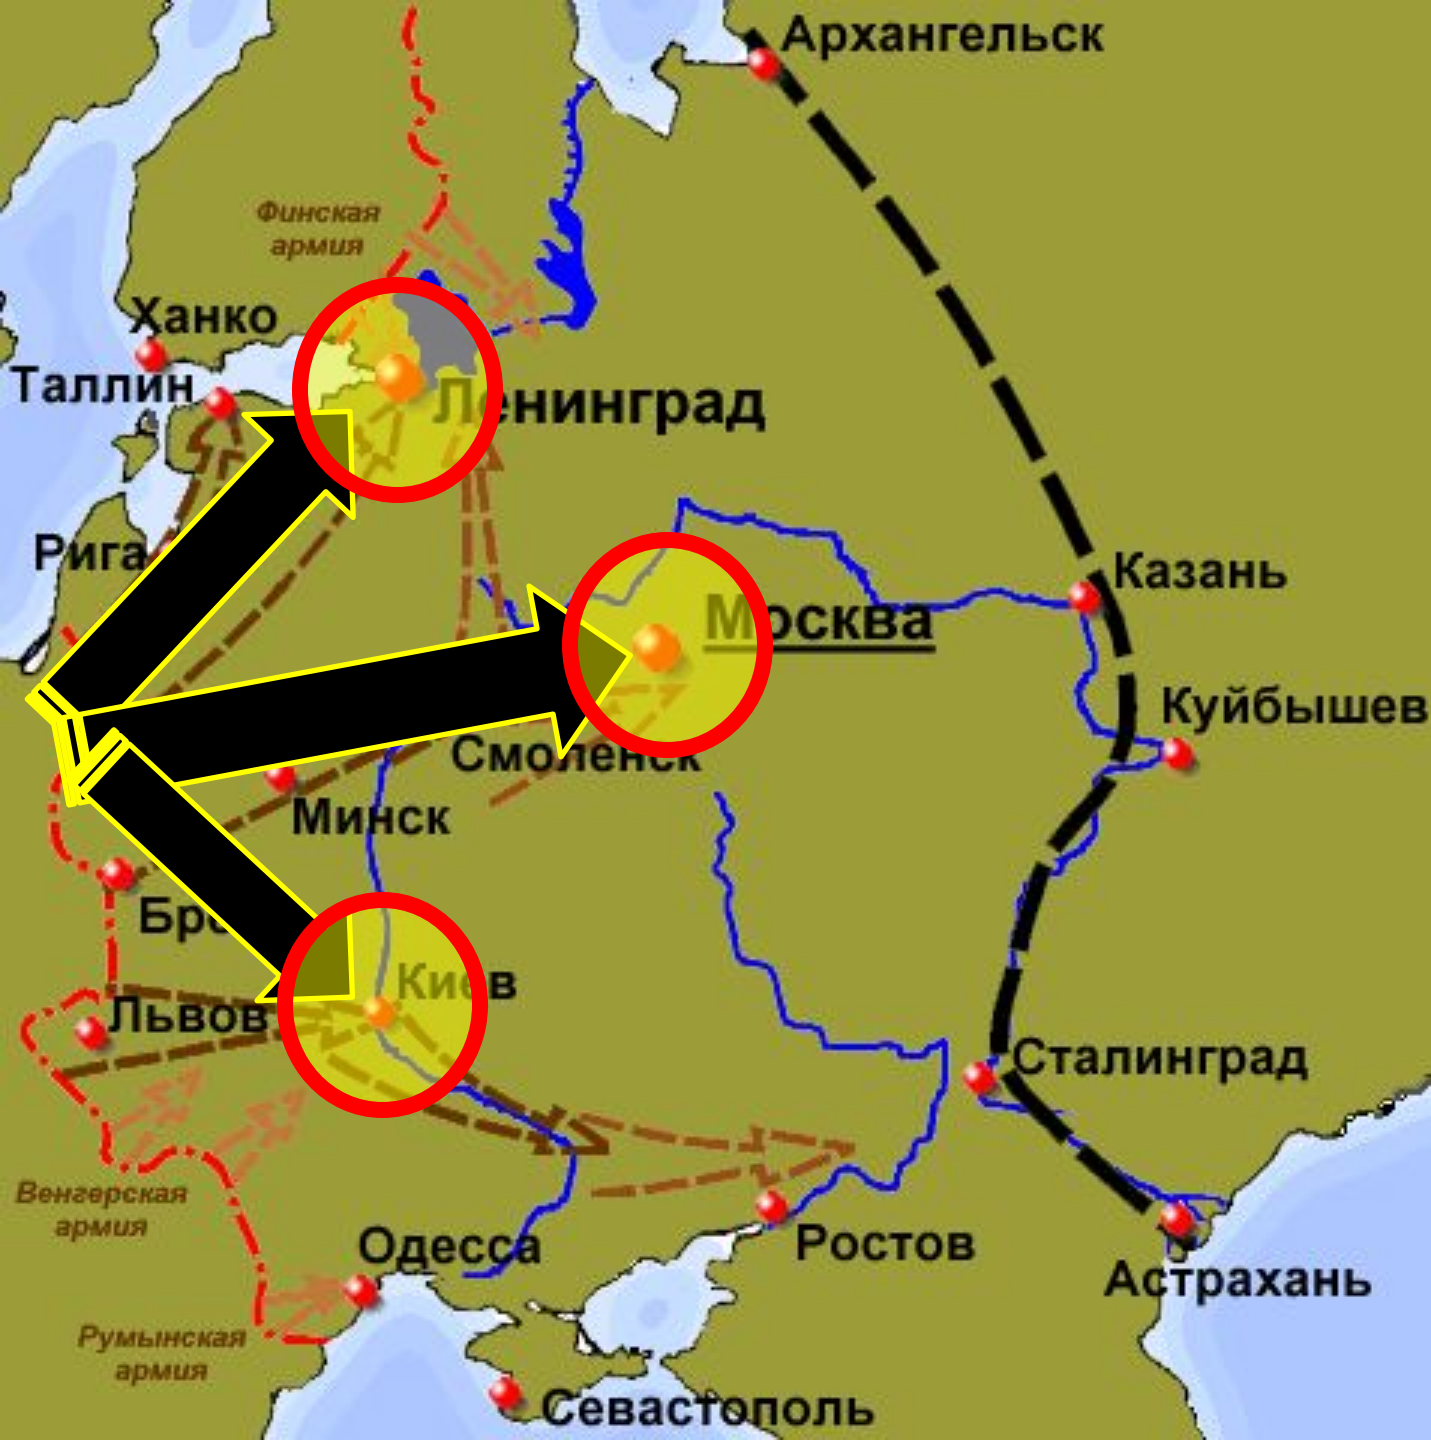 Архангельск
Финская
армия
Ханко
Таллин
Ленинград
Рига
Казань
Москва
Куйбышев
Смоленск
Минск
Бре
Киев
Львов
Сталинград
Венгерская
армия
Одесса
Ростов
Астрахань
Румынская
армия
Севастополь